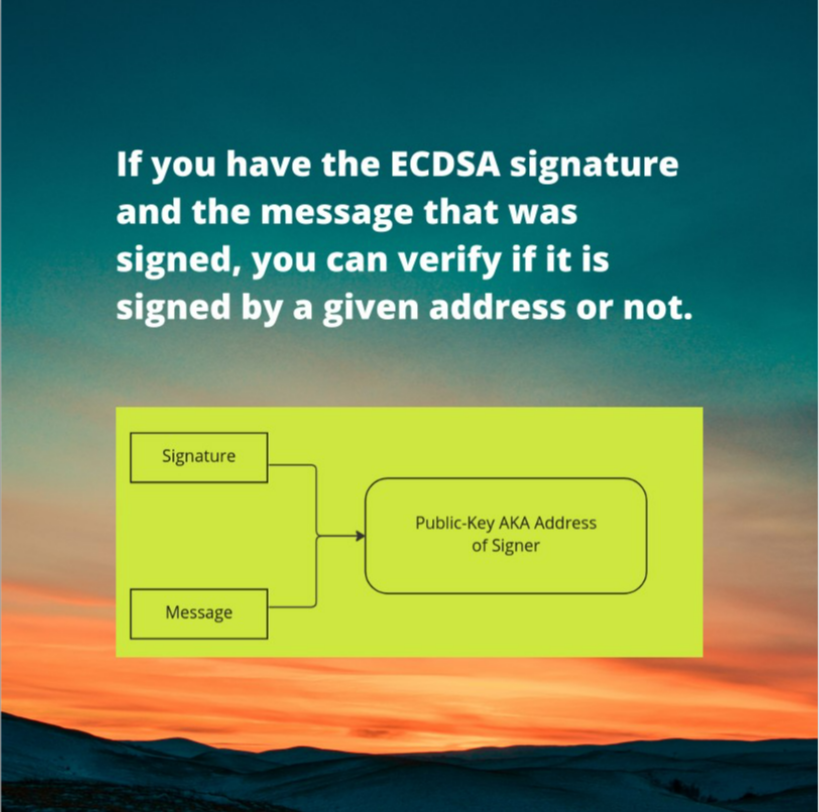 If you have the ECDSA signature
and the message that was
signed, you can verify if it is
signed by a given address or not.
Signature
Public-Key AKA Address
of Signer
Message